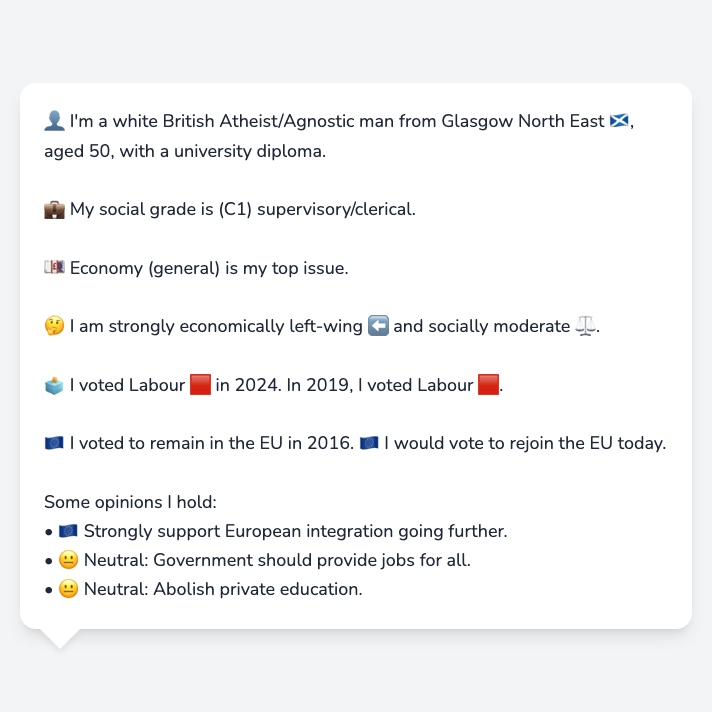 👤 I'm a white British Atheist/Agnostic man from Glasgow North East 🏴󠁧󠁢󠁳󠁣󠁴󠁿,
aged 50, with a university diploma.
💼 My social grade is (C1) supervisory/clerical.
💷 Economy (general) is my top issue.
🤔 I am strongly economically left-wing ⬅️ and socially moderate ⚖️.
🗳️ I voted Labour 🟥 in 2024. In 2019, I voted Labour 🟥.
🇪🇺 I voted to remain in the EU in 2016. 🇪🇺 I would vote to rejoin the EU today.
Some opinions I hold:
• 🇪🇺 Strongly support European integration going further.
• 😐 Neutral: Government should provide jobs for all.
• 😐 Neutral: Abolish private education.